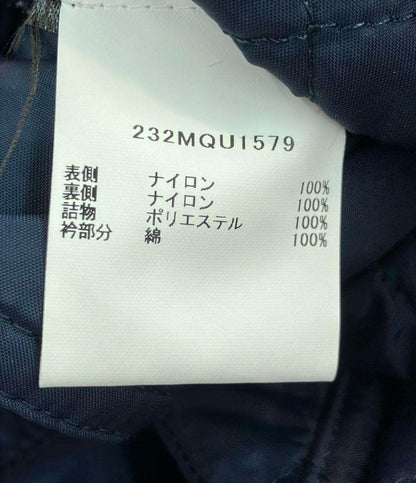 232MQU1579
表側 ナイロン 100%
裏側 ナイロン 100%
詰物 ポリエステル 100%
衿部分 綿 100%